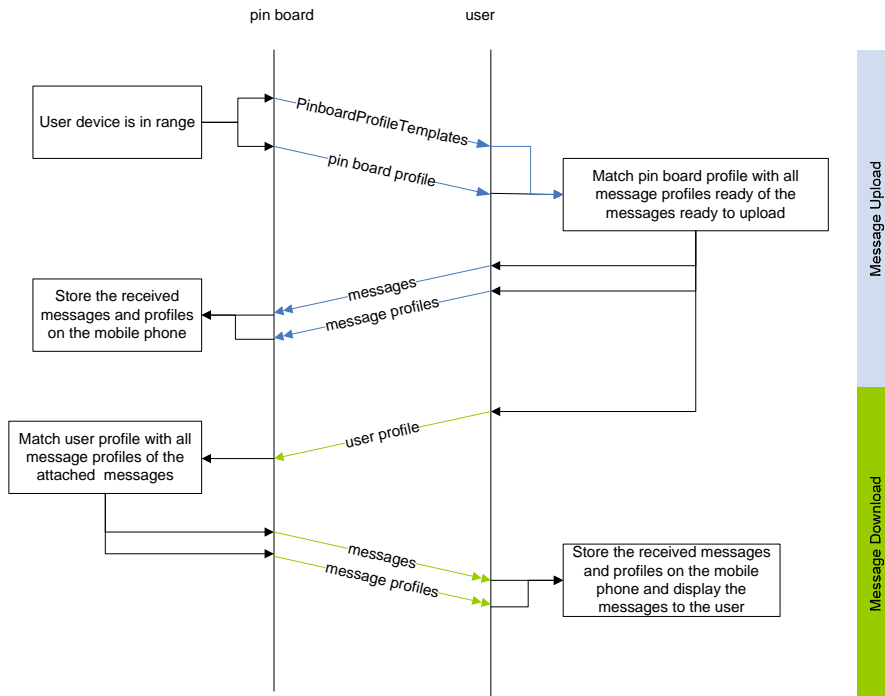 pin board
user
User device is in range
PinboardProfileTemplates
pin board profile
Match pin board profile with all
message profiles ready of the
messages ready to upload
Message Upload
messages
message profiles
Store the received
messages and profiles
on the mobile phone
user profile
Match user profile with all
message profiles of the
attached messages
messages
message profiles
Store the received messages
and profiles on the mobile
phone and display the
messages to the user
Message Download